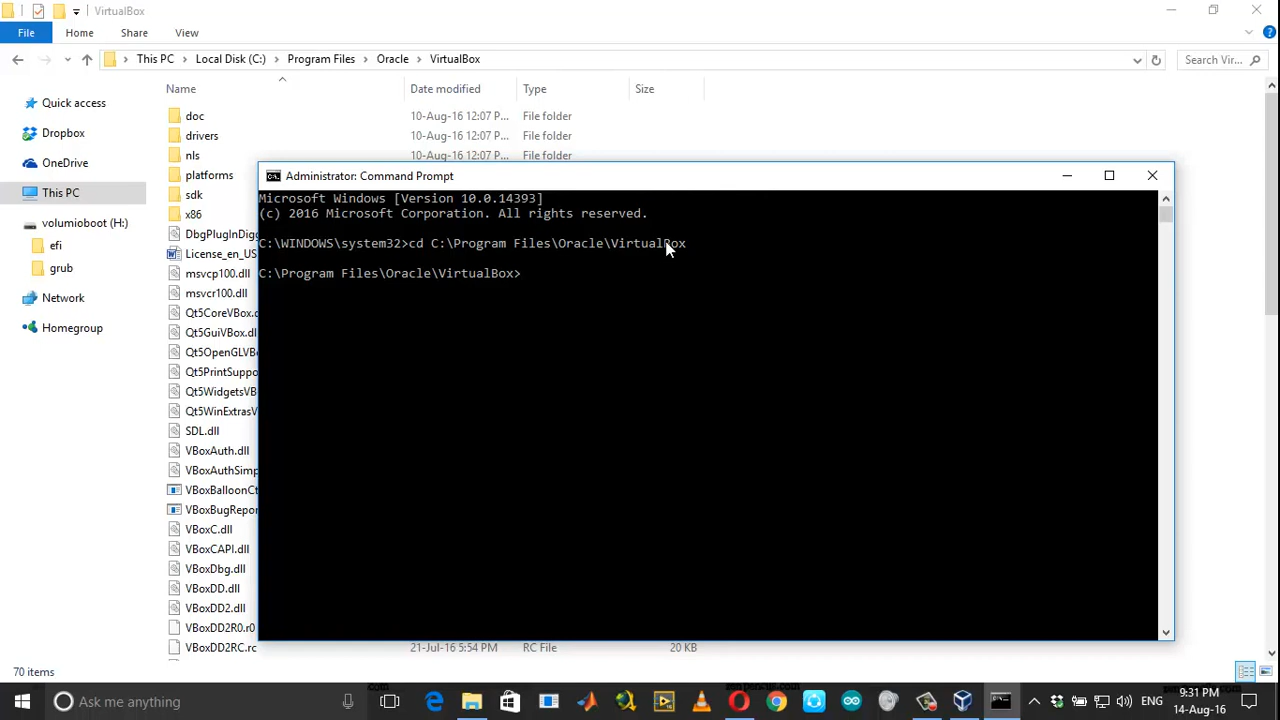 VirtualBox
File Home Share View
This PC Local Disk (C:) Program Files Oracle VirtualBox
Search Vir...
Name Date modified Type Size
Quick access
Dropbox
OneDrive
This PC
volumioboot (H:)
efi
grub
Network
Homegroup
doc 10-Aug-16 12:07 P... File folder
drivers 10-Aug-16 12:07 P... File folder
nls 10-Aug-16 12:07 P... File folder
platforms
sdk
x86
DbgPlugInDigg
License_en_US
msvcp100.dll
msvcr100.dll
Qt5CoreVBox.d
Qt5GuiVBox.dl
Qt5OpenGLVBo
Qt5PrintSuppo
Qt5WidgetsVB
Qt5WinExtrasV
SDL.dll
VBoxAuth.dll
VBoxAuthSimp
VBoxBalloonCt
VBoxBugRepor
VBoxC.dll
VBoxCAPI.dll
VBoxDbg.dll
VBoxDD.dll
VBoxDD2.dll
VBoxDD2R0.r0
VBoxDD2RC.rc 21-Jul-16 5:54 PM RC File 20 KB
Administrator: Command Prompt
Microsoft Windows [Version 10.0.14393]
(c) 2016 Microsoft Corporation. All rights reserved.
C:\WINDOWS\system32>cd C:\Program Files\Oracle\VirtualBox
C:\Program Files\Oracle\VirtualBox>
70 items
Ask me anything
ENG
9:31 PM
14-Aug-16